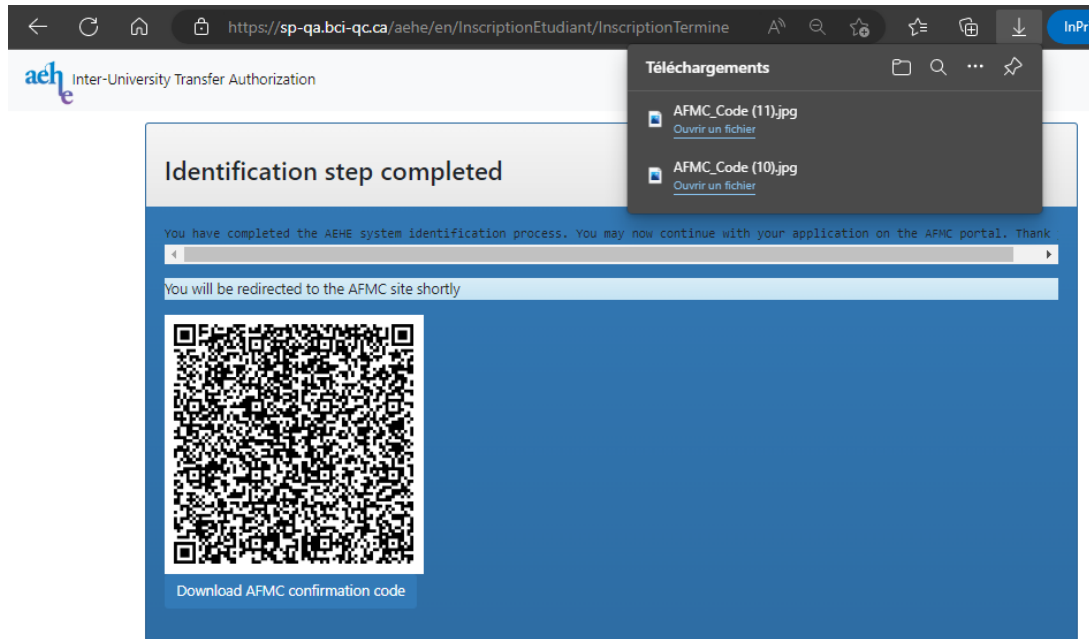 https://sp-qa.bci-qc.ca/aehe/en/InscriptionEtudiant/InscriptionTermine
InPr
aehe Inter-University Transfer Authorization
Téléchargements
AFMC_Code (11).jpg
Ouvrir un fichier
AFMC_Code (10).jpg
Ouvrir un fichier
Identification step completed
You have completed the AEHE system identification process. You may now continue with your application on the AFMC portal. Thank
You will be redirected to the AFMC site shortly
Download AFMC confirmation code